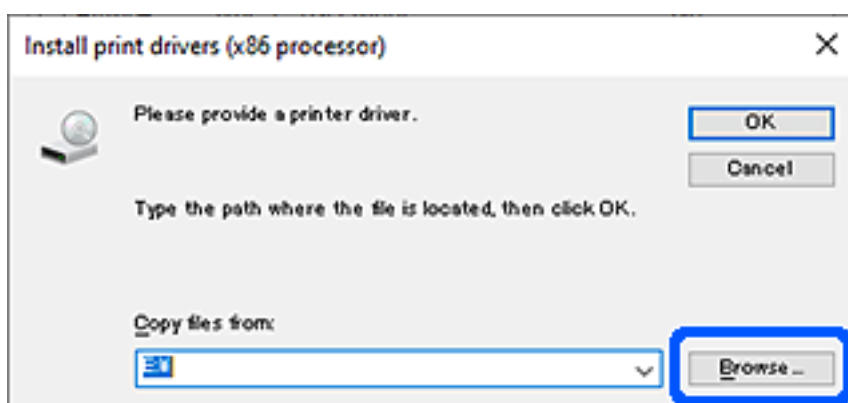 Install print drivers (x86 processor)
Please provide a printer driver.
OK
Cancel
Type the path where the file is located, then click OK.
Copy files from:
Browse...